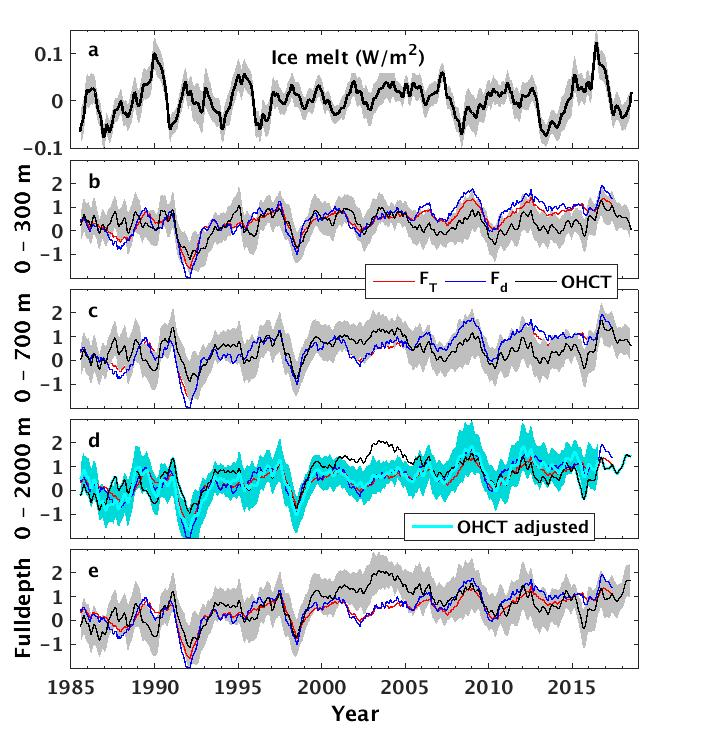 a
Ice melt (W/m²)
0.1
0
−0.1
b
0 – 300 m
2
1
0
−1
F_T F_d OHCT
c
0 – 700 m
2
1
0
−1
d
0 – 2000 m
2
1
0
−1
OHCT adjusted
e
Fulldepth
2
1
0
−1
1985 1990 1995 2000 2005 2010 2015
Year